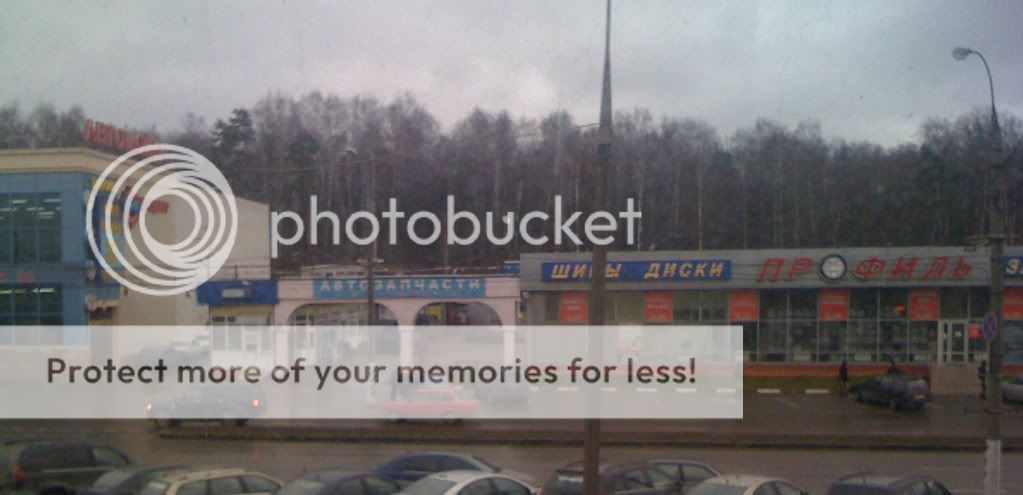 photobucket
ШИНЫ ДИСКИ
ПРОФИЛЬ
АВТОЗАПЧАСТИ
Protect more of your memories for less!